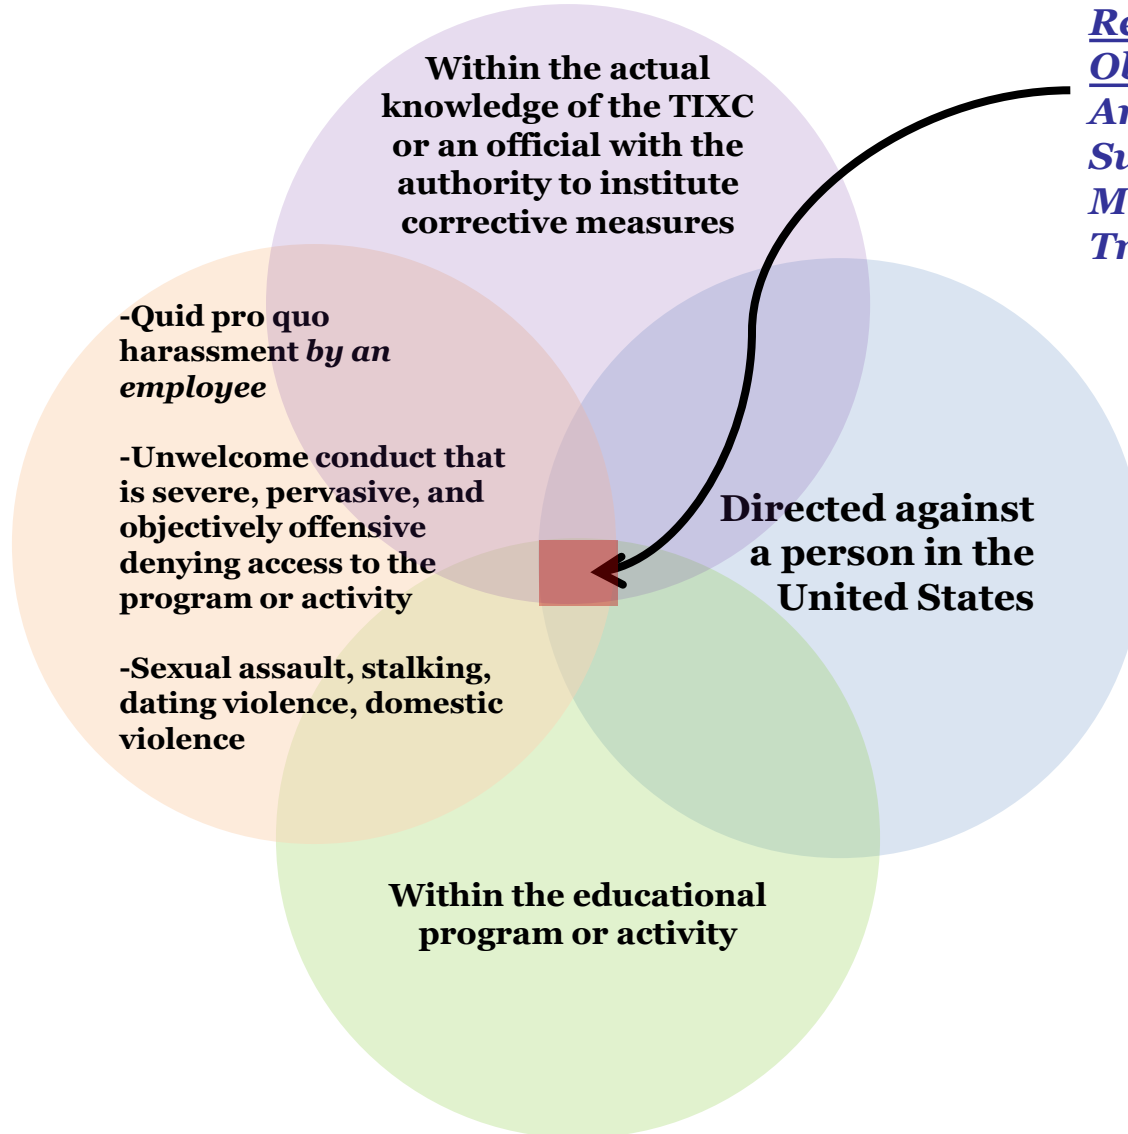 Within the actual
knowledge of the TIXC
or an official with the
authority to institute
corrective measures
-Quid pro quo
harassment by an
employee
-Unwelcome conduct that
is severe, pervasive, and
objectively offensive
denying access to the
program or activity
-Sexual assault, stalking,
dating violence, domestic
violence
Directed against
a person in the
United States
Within the educational
program or activity